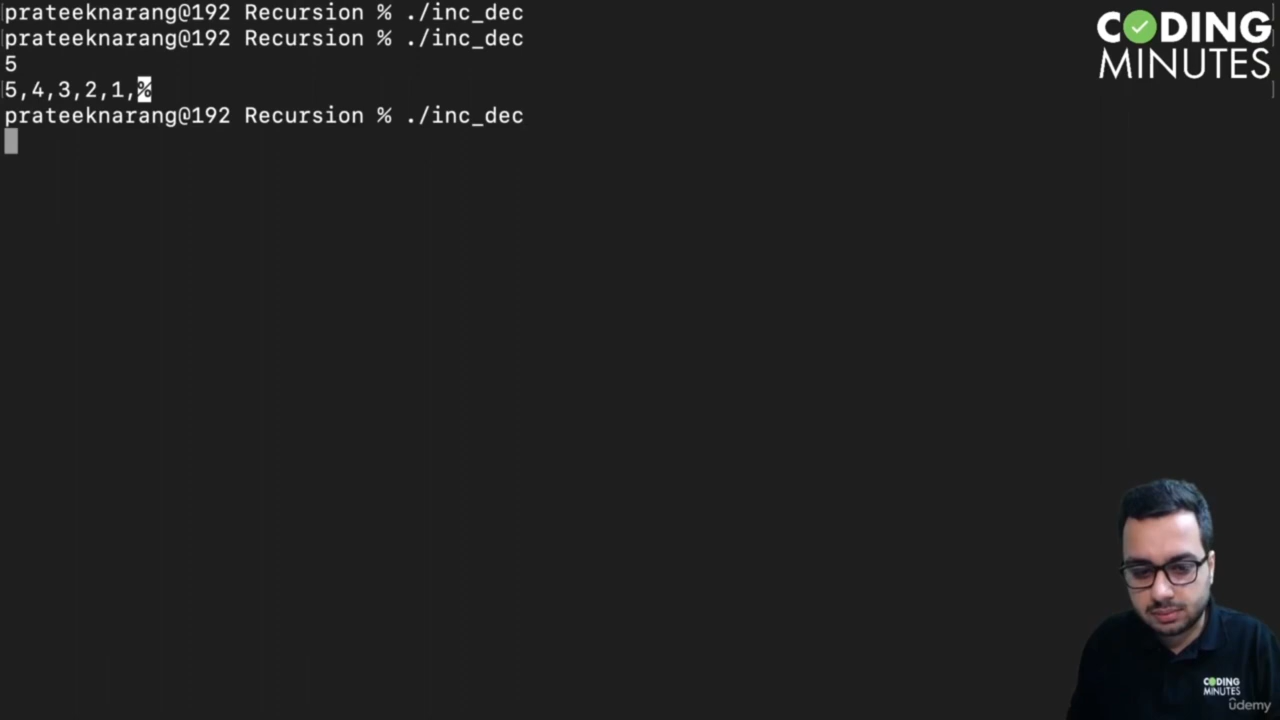 prateeknarang@192 Recursion % ./inc_dec
prateeknarang@192 Recursion % ./inc_dec
5
5,4,3,2,1,%
prateeknarang@192 Recursion % ./inc_dec
CODING
MINUTES
CODING
MINUTES
ûdemy